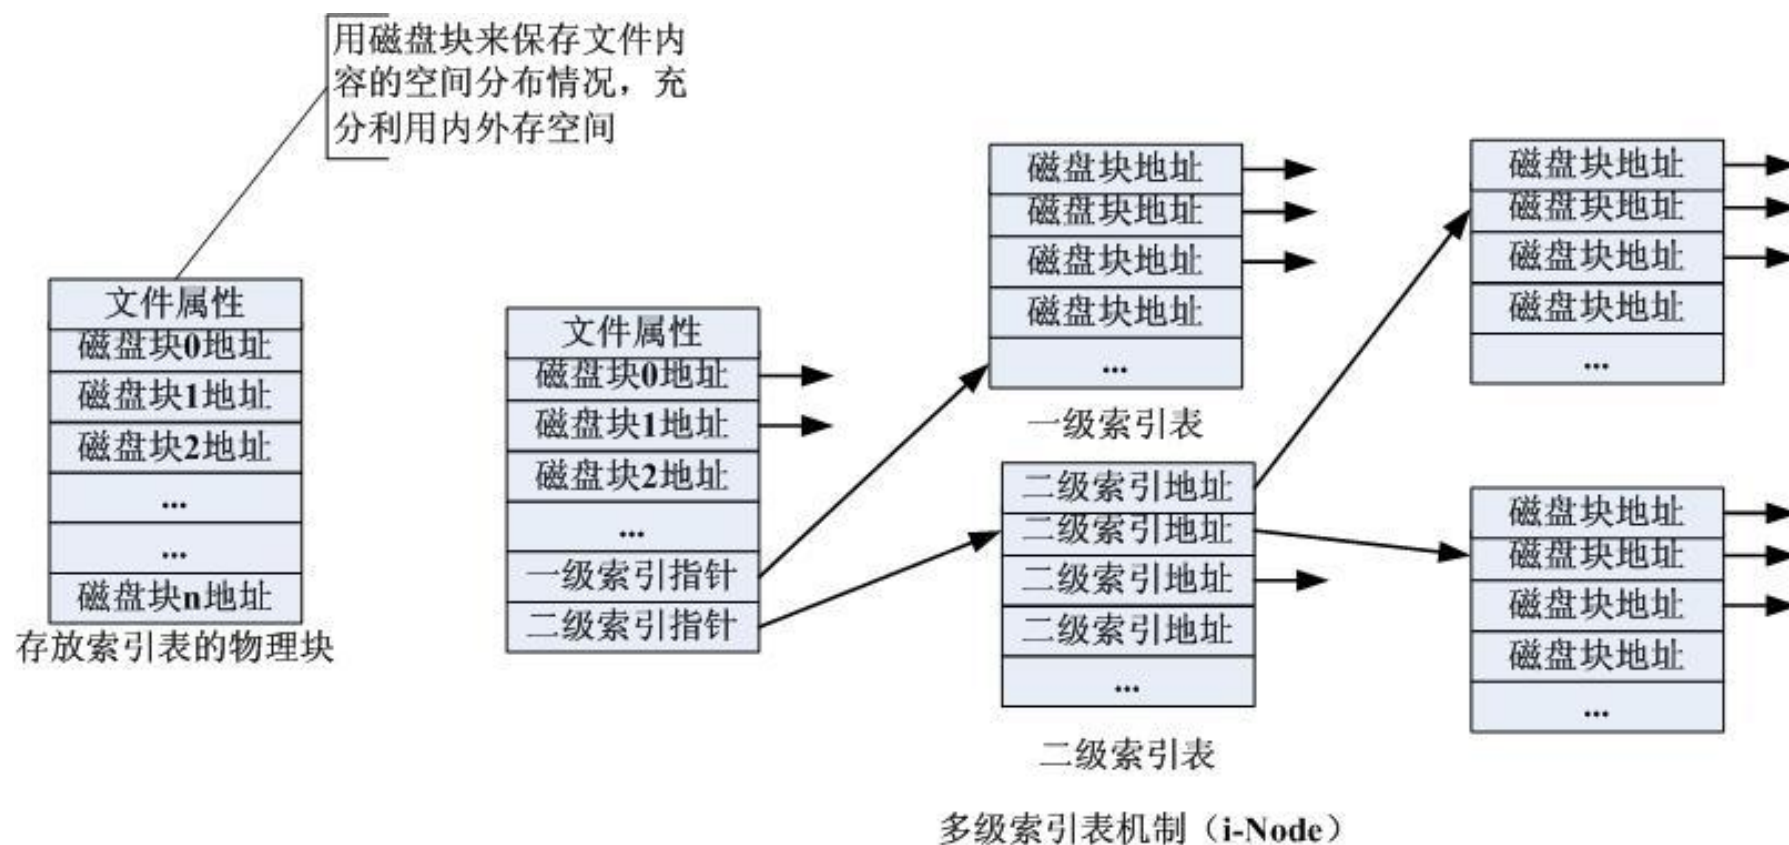 用磁盘块来保存文件内
容的空间分布情况，充
分利用内外存空间
文件属性
磁盘块0地址
磁盘块1地址
磁盘块2地址
...
...
磁盘块n地址
存放索引表的物理块
文件属性
磁盘块0地址
磁盘块1地址
磁盘块2地址
...
一级索引指针
二级索引指针
磁盘块地址
磁盘块地址
磁盘块地址
磁盘块地址
...
一级索引表
二级索引地址
二级索引地址
二级索引地址
二级索引地址
...
二级索引表
磁盘块地址
磁盘块地址
磁盘块地址
磁盘块地址
...
磁盘块地址
磁盘块地址
磁盘块地址
磁盘块地址
...
多级索引表机制（i-Node）